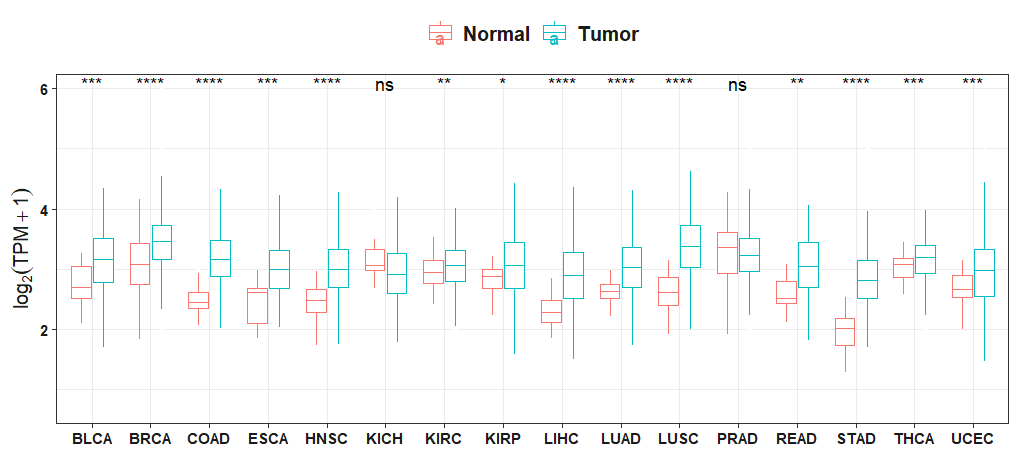 a Normal a Tumor
*** **** **** *** **** ns ** * **** **** **** ns ** **** *** ***
6
4
2
log2(TPM + 1)
BLCA BRCA COAD ESCA HNSC KICH KIRC KIRP LIHC LUAD LUSC PRAD READ STAD THCA UCEC